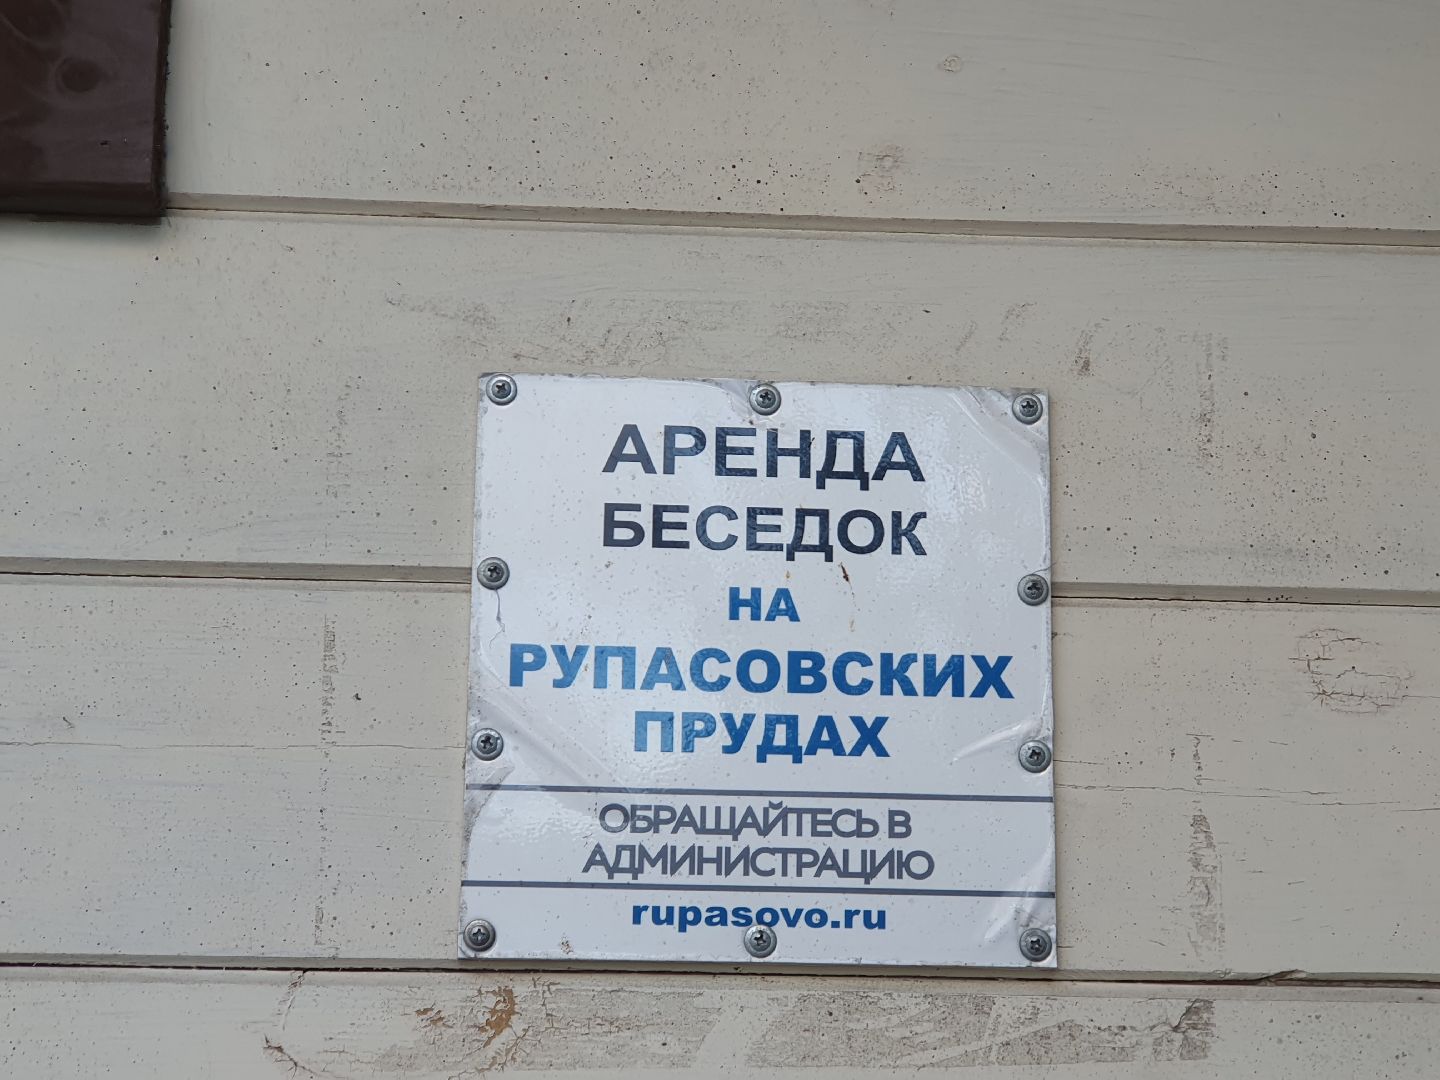 АРЕНДА
БЕСЕДОК
НА
РУПАСОВСКИХ
ПРУДАХ
ОБРАЩАЙТЕСЬ В
АДМИНИСТРАЦИЮ
rupasovo.ru